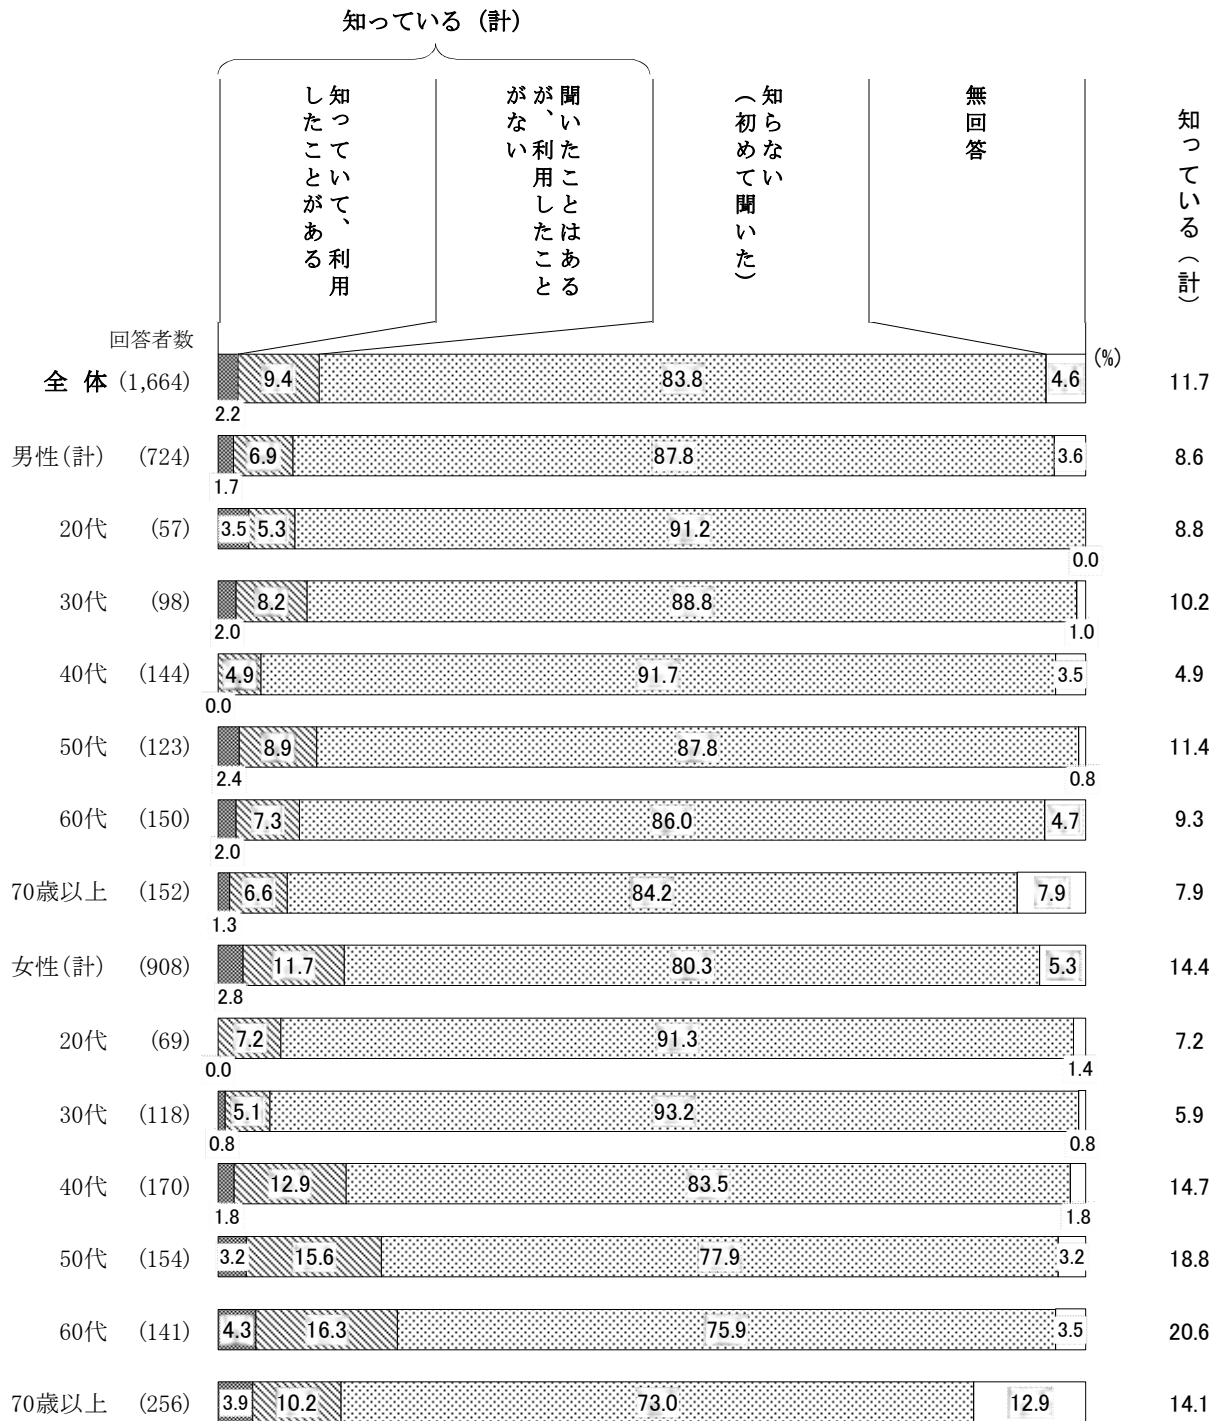 知っている（計）
知っていて、利用
したことがある
聞いたことはある
が、利用したこと
がない
知らない
（初めて聞いた）
無回答
知っている（計）
回答者数
(%)
全 体 (1,664) 9.4 83.8 4.6 11.7
2.2
男性(計) (724) 6.9 87.8 3.6 8.6
1.7
20代 (57) 3.5 5.3 91.2 8.8
0.0
30代 (98) 8.2 88.8 10.2
2.0 1.0
40代 (144) 4.9 91.7 3.5 4.9
0.0
50代 (123) 8.9 87.8 11.4
2.4 0.8
60代 (150) 7.3 86.0 4.7 9.3
2.0
70歳以上 (152) 6.6 84.2 7.9 7.9
1.3
女性(計) (908) 11.7 80.3 5.3 14.4
2.8
20代 (69) 7.2 91.3 7.2
0.0 1.4
30代 (118) 5.1 93.2 5.9
0.8 0.8
40代 (170) 12.9 83.5 14.7
1.8 1.8
50代 (154) 3.2 15.6 77.9 3.2 18.8
60代 (141) 4.3 16.3 75.9 3.5 20.6
70歳以上 (256) 3.9 10.2 73.0 12.9 14.1